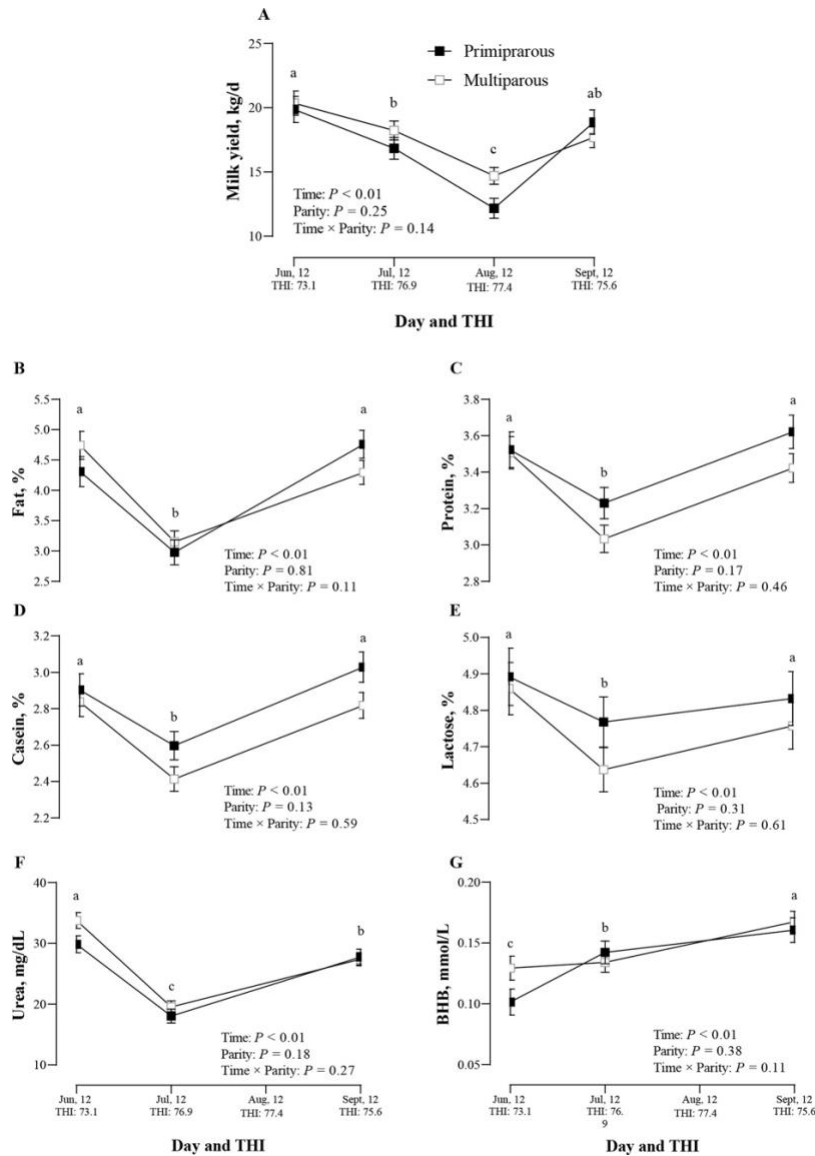 A
25
20
15
10
Milk yield, kg/d
Primiprarous
Multiparous
a
b
c
ab
Time: P < 0.01
Parity: P = 0.25
Time × Parity: P = 0.14
Jun, 12
THI: 73.1
Jul, 12
THI: 76.9
Aug, 12
THI: 77.4
Sept, 12
THI: 75.6
Day and THI
B
5.5
5.0
4.5
4.0
3.5
3.0
2.5
Fat, %
a
b
a
Time: P < 0.01
Parity: P = 0.81
Time × Parity: P = 0.11
C
3.8
3.6
3.4
3.2
3.0
2.8
Protein, %
a
b
a
Time: P < 0.01
Parity: P = 0.17
Time × Parity: P = 0.46
D
3.2
3.0
2.8
2.6
2.4
2.2
Casein, %
a
b
a
Time: P < 0.01
Parity: P = 0.13
Time × Parity: P = 0.59
E
5.0
4.9
4.8
4.7
4.6
4.5
Lactose, %
a
b
a
Time: P < 0.01
Parity: P = 0.31
Time × Parity: P = 0.61
F
40
30
20
10
Urea, mg/dL
a
c
b
Time: P < 0.01
Parity: P = 0.18
Time × Parity: P = 0.27
Jun, 12
THI: 73.1
Jul, 12
THI: 76.9
Aug, 12
THI: 77.4
Sept, 12
THI: 75.6
Day and THI
G
0.20
0.15
0.10
0.05
BHB, mmol/L
c
b
a
Time: P < 0.01
Parity: P = 0.38
Time × Parity: P = 0.11
Jun, 12
THI: 73.1
Jul, 12
THI: 76.
9
Aug, 12
THI: 77.4
Sept, 12
THI: 75.6
Day and THI